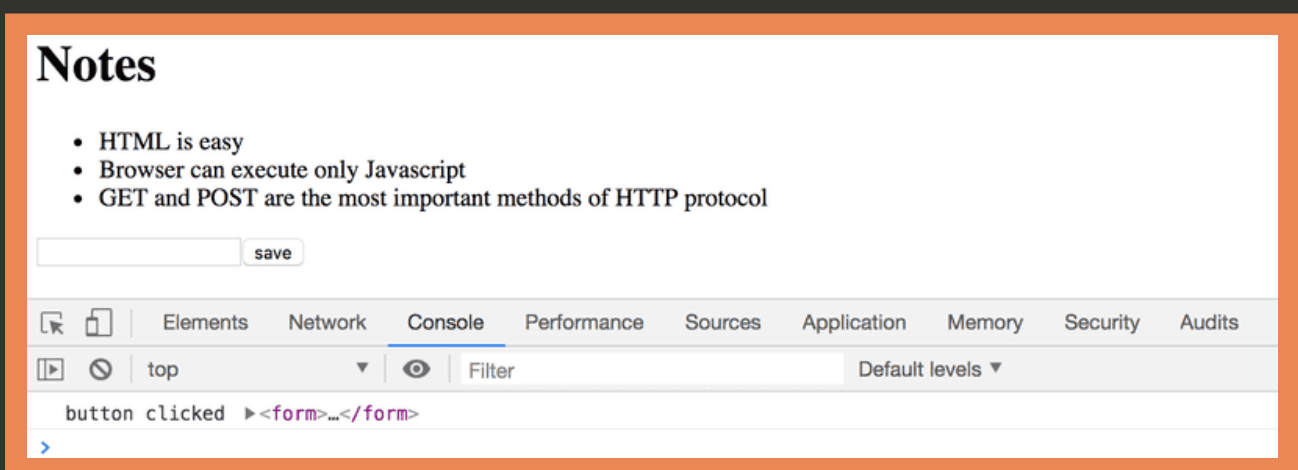 Notes
• HTML is easy
• Browser can execute only Javascript
• GET and POST are the most important methods of HTTP protocol
save
Elements Network Console Performance Sources Application Memory Security Audits
top ▼ Filter Default levels ▼
button clicked ▶<form>…</form>
>